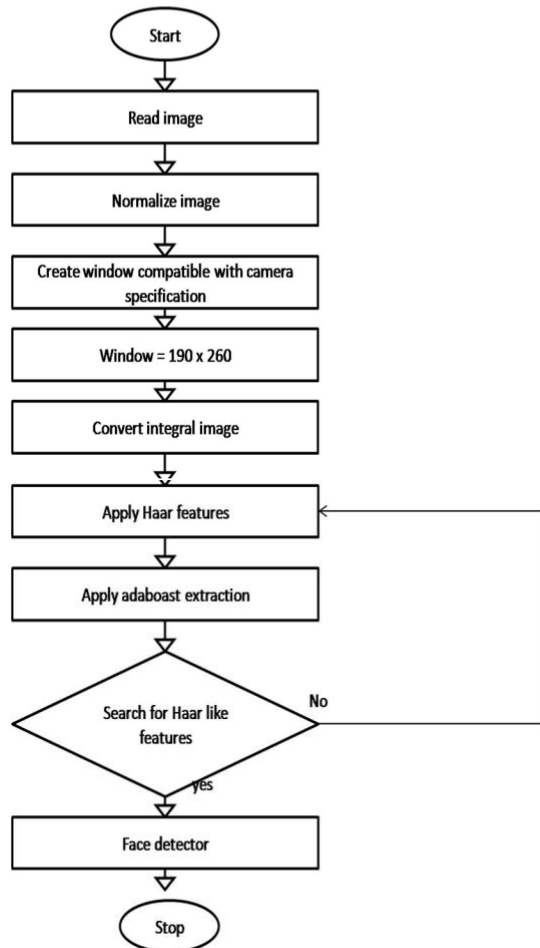 Start
Read image
Normalize image
Create window compatible with camera
specification
Window = 190 x 260
Convert integral image
Apply Haar features
Apply adaboast extraction
No
Search for Haar like
features
yes
Face detector
Stop